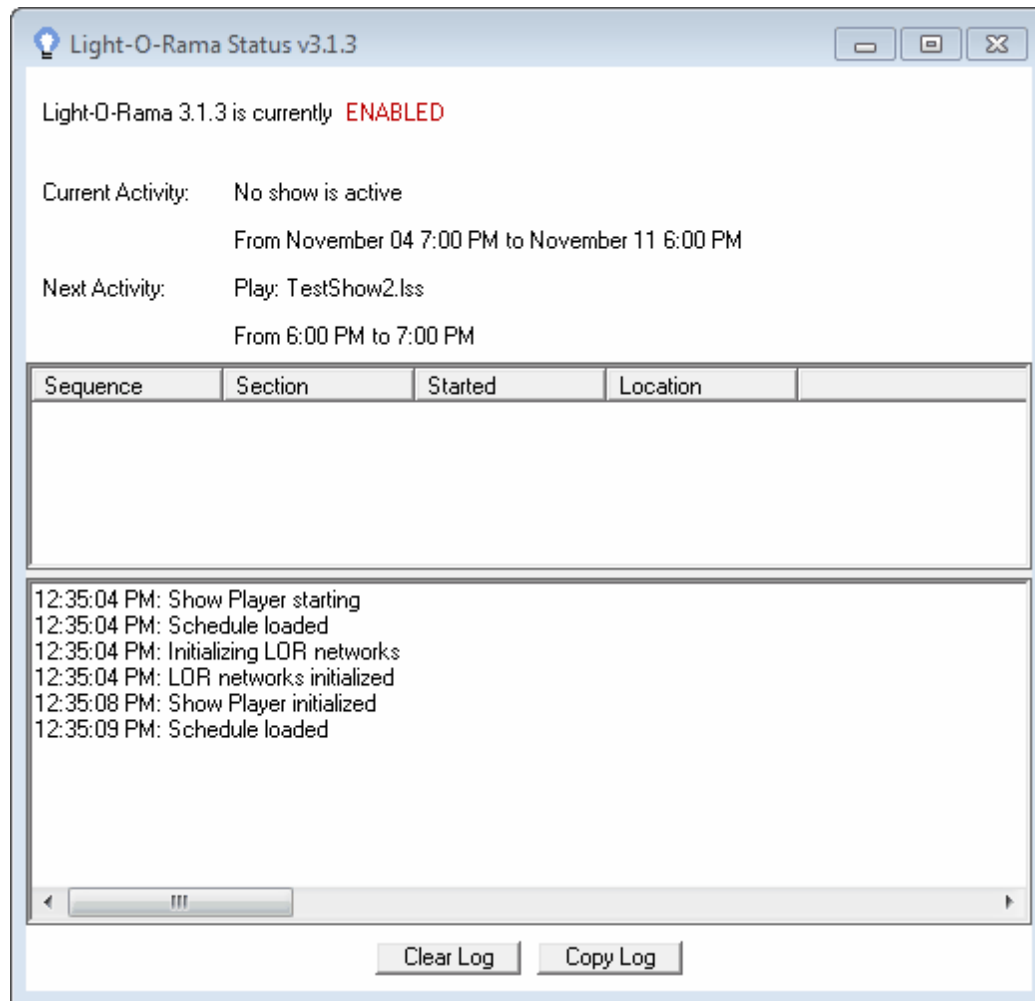 Light-O-Rama Status v3.1.3
Light-O-Rama 3.1.3 is currently ENABLED
Current Activity: No show is active
From November 04 7:00 PM to November 11 6:00 PM
Next Activity: Play: TestShow2.lss
From 6:00 PM to 7:00 PM
Sequence Section Started Location
12:35:04 PM: Show Player starting
12:35:04 PM: Schedule loaded
12:35:04 PM: Initializing LOR networks
12:35:04 PM: LOR networks initialized
12:35:08 PM: Show Player initialized
12:35:09 PM: Schedule loaded
Clear Log Copy Log